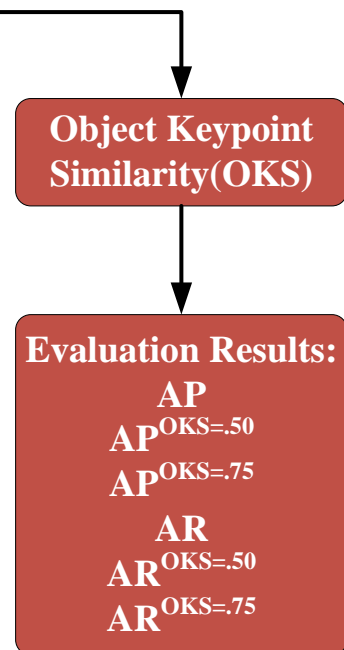 Object Keypoint
Similarity(OKS)
Evaluation Results:
AP
AP^OKS=.50
AP^OKS=.75
AR
AR^OKS=.50
AR^OKS=.75